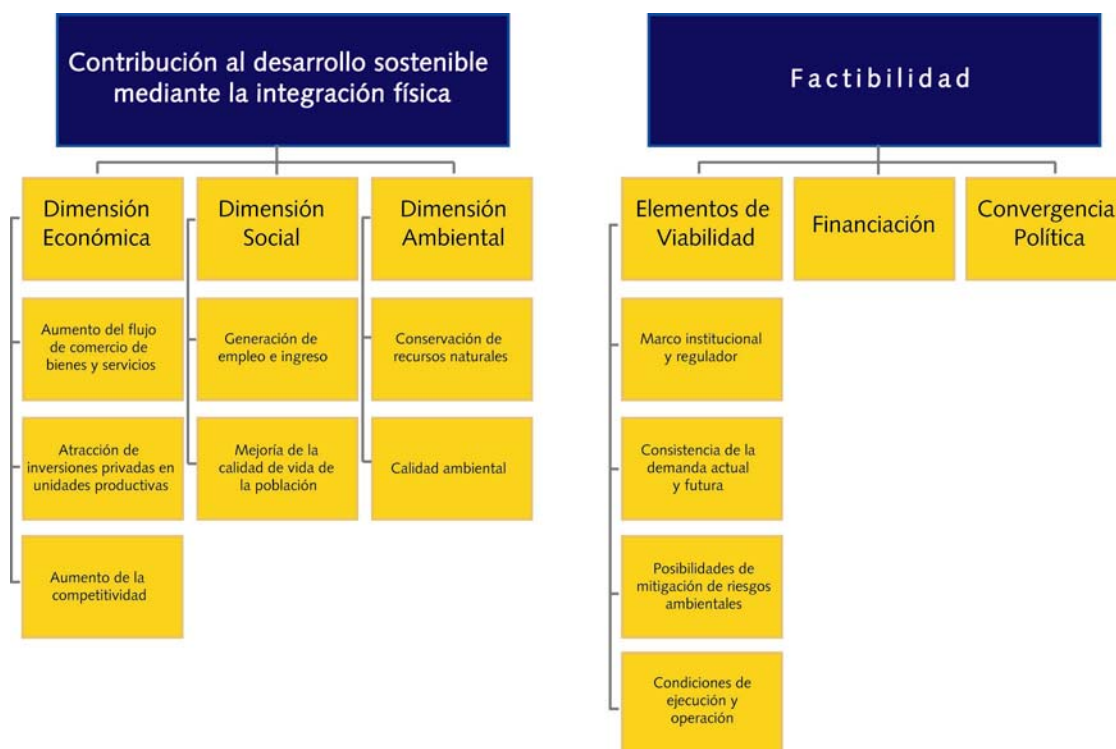 Contribución al desarrollo sostenible
mediante la integración física
Dimensión
Económica
Aumento del flujo
de comercio de
bienes y servicios
Atracción de
inversiones privadas en
unidades productivas
Aumento de la
competitividad
Dimensión
Social
Generación de
empleo e ingreso
Mejoría de la
calidad de vida de
la población
Dimensión
Ambiental
Conservación de
recursos naturales
Calidad ambiental
Factibilidad
Elementos de
Viabilidad
Marco institucional
y regulador
Consistencia de la
demanda actual
y futura
Posibilidades de
mitigación de riesgos
ambientales
Condiciones de
ejecución y
operación
Financiación
Convergencia
Política